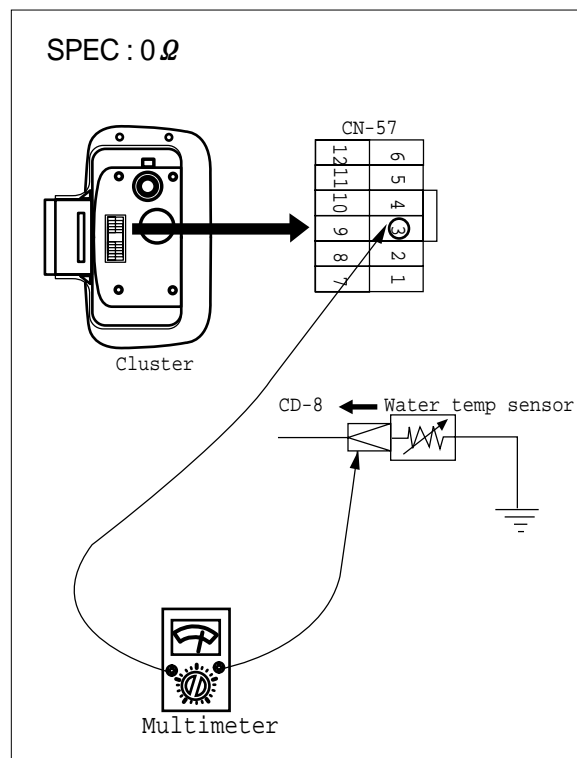 SPEC : 0 Ω
CN-57
12 6
11 5
10 4
9 3
8 2
7 1
Cluster
CD-8 Water temp sensor
Multimeter